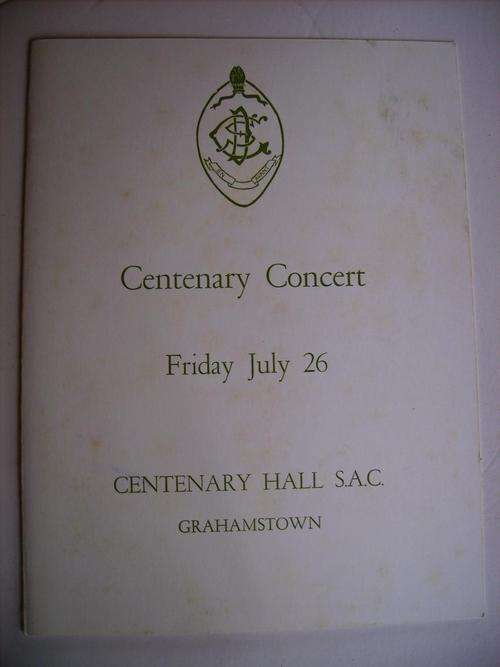 Centenary Concert
Friday July 26
CENTENARY HALL S.A.C.
GRAHAMSTOWN